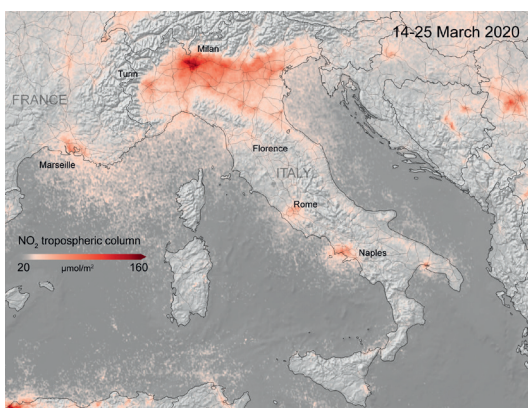 14-25 March 2020
Milan
Turin
FRANCE
Marseille
Florence
ITALY
Rome
Naples
NO₂ tropospheric column
20 µmol/m² 160